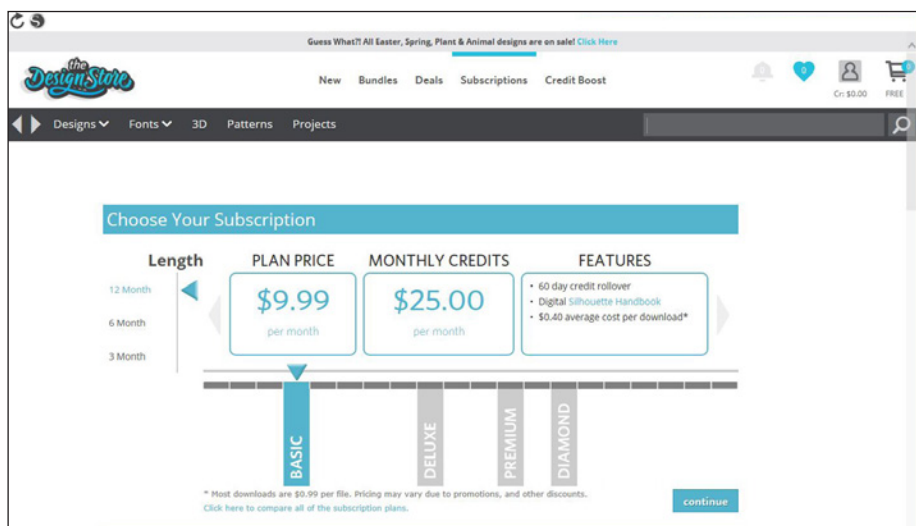 Guess What?! All Easter, Spring, Plant & Animal designs are on sale! Click Here
the
Design Store
New Bundles Deals Subscriptions Credit Boost
0
0
0
Cr: $0.00
FREE
Designs Fonts 3D Patterns Projects
Choose Your Subscription
Length
12 Month
6 Month
3 Month
PLAN PRICE
$9.99
per month
MONTHLY CREDITS
$25.00
per month
FEATURES
• 60 day credit rollover
• Digital Silhouette Handbook
• $0.40 average cost per download*
BASIC
DELUXE
PREMIUM
DIAMOND
* Most downloads are $0.99 per file. Pricing may vary due to promotions, and other discounts.
Click here to compare all of the subscription plans.
continue